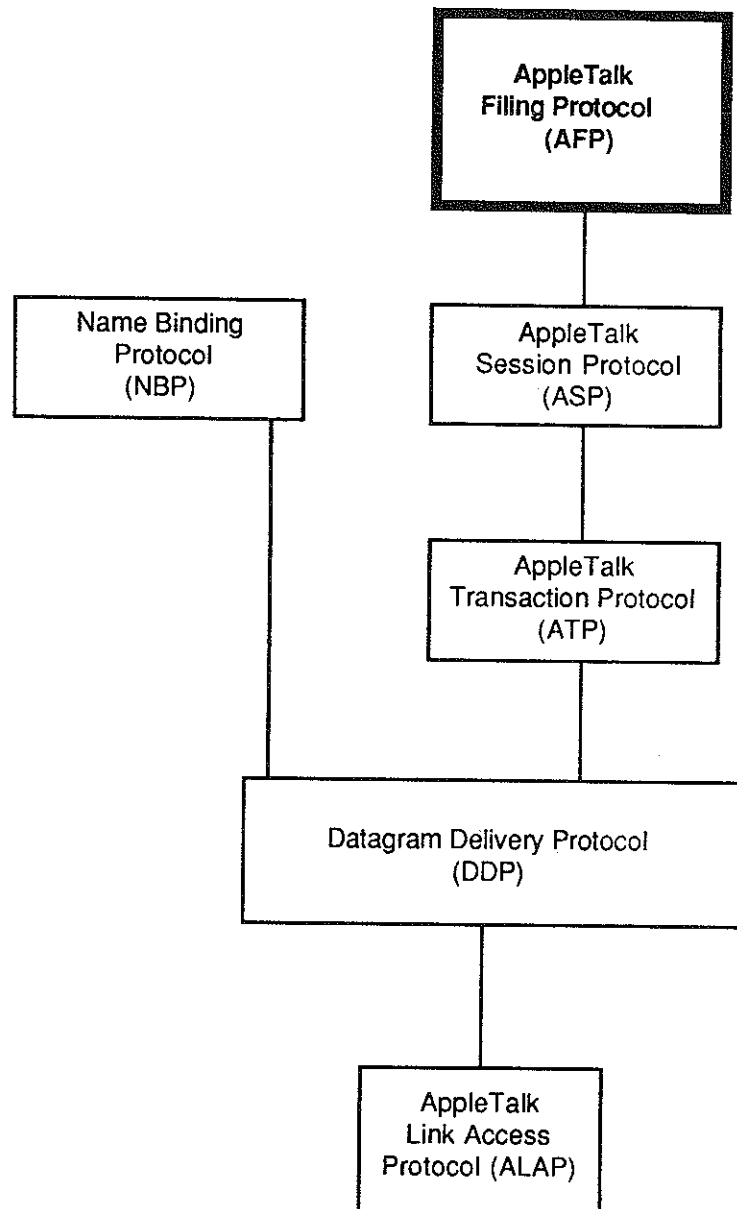 AppleTalk
Filing Protocol
(AFP)
Name Binding
Protocol
(NBP)
AppleTalk
Session Protocol
(ASP)
AppleTalk
Transaction Protocol
(ATP)
Datagram Delivery Protocol
(DDP)
AppleTalk
Link Access
Protocol (ALAP)